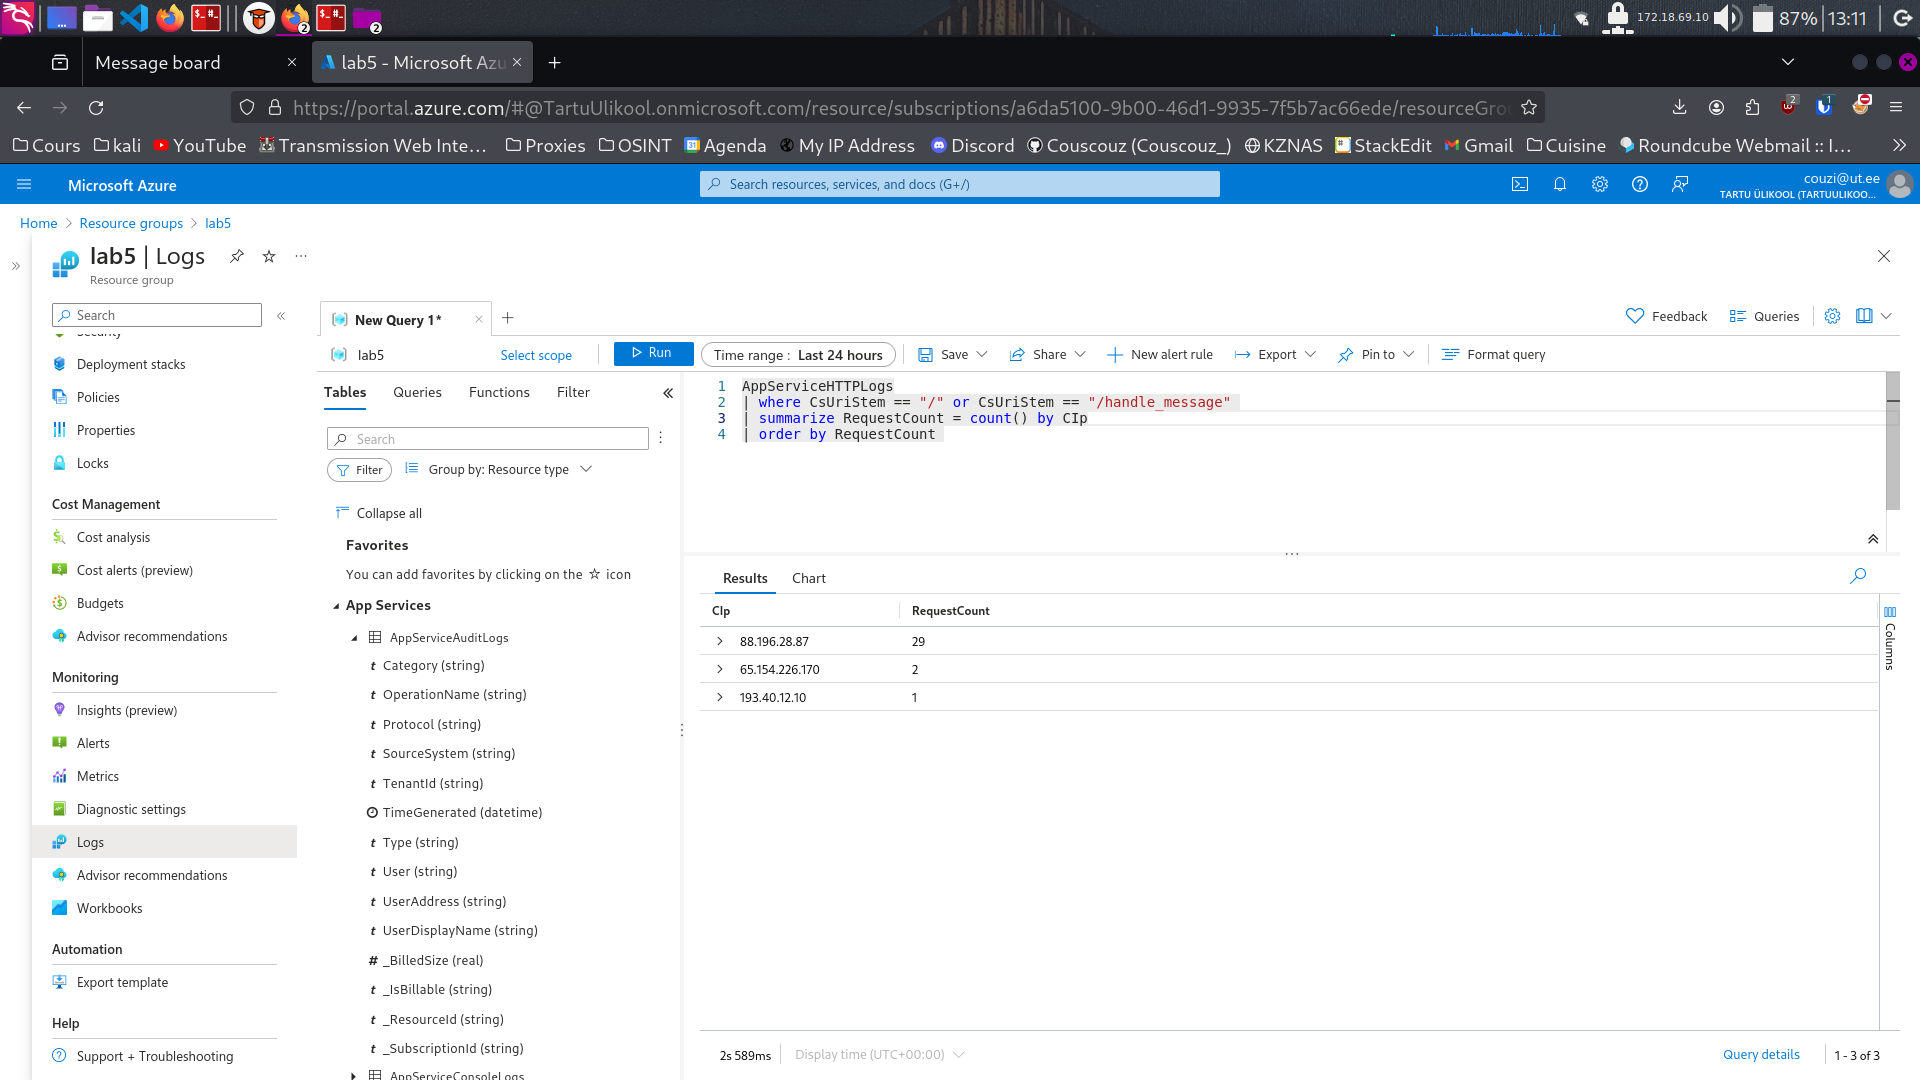 2
2
172.18.69.10
87%
13:11
Message board
lab5 - Microsoft Azu
https://portal.azure.com/#@TartuUlikool.onmicrosoft.com/resource/subscriptions/a6da5100-9b00-46d1-9935-7f5b7ac66ede/resourceGrou
2
1
Cours
kali
YouTube
Transmission Web Inte…
Proxies
OSINT
Agenda
My IP Address
Discord
Couscouz (Couscouz_)
KZNAS
StackEdit
Gmail
Cuisine
Roundcube Webmail :: I…
Microsoft Azure
Search resources, services, and docs (G+/)
couzi@ut.ee
TARTU ÜLIKOOL (TARTUULIKOO...
Home > Resource groups > lab5
lab5 | Logs
Resource group
Search
Security
Deployment stacks
Policies
Properties
Locks
Cost Management
Cost analysis
Cost alerts (preview)
Budgets
Advisor recommendations
Monitoring
Insights (preview)
Alerts
Metrics
Diagnostic settings
Logs
Advisor recommendations
Workbooks
Automation
Export template
Help
Support + Troubleshooting
New Query 1*
Feedback
Queries
lab5
Select scope
Run
Time range : Last 24 hours
Save
Share
New alert rule
Export
Pin to
Format query
Tables
Queries
Functions
Filter
Search
Filter
Group by: Resource type
Collapse all
Favorites
You can add favorites by clicking on the ☆ icon
App Services
AppServiceAuditLogs
t Category (string)
t OperationName (string)
t Protocol (string)
t SourceSystem (string)
t TenantId (string)
TimeGenerated (datetime)
t Type (string)
t User (string)
t UserAddress (string)
t UserDisplayName (string)
# _BilledSize (real)
t _IsBillable (string)
t _ResourceId (string)
t _SubscriptionId (string)
AppServiceConsoleLogs
1 AppServiceHTTPLogs
2 | where CsUriStem == "/" or CsUriStem == "/handle_message"
3 | summarize RequestCount = count() by CIp
4 | order by RequestCount
Results
Chart
CIp RequestCount
88.196.28.87 29
65.154.226.170 2
193.40.12.10 1
Columns
2s 589ms
Display time (UTC+00:00)
Query details
1 - 3 of 3